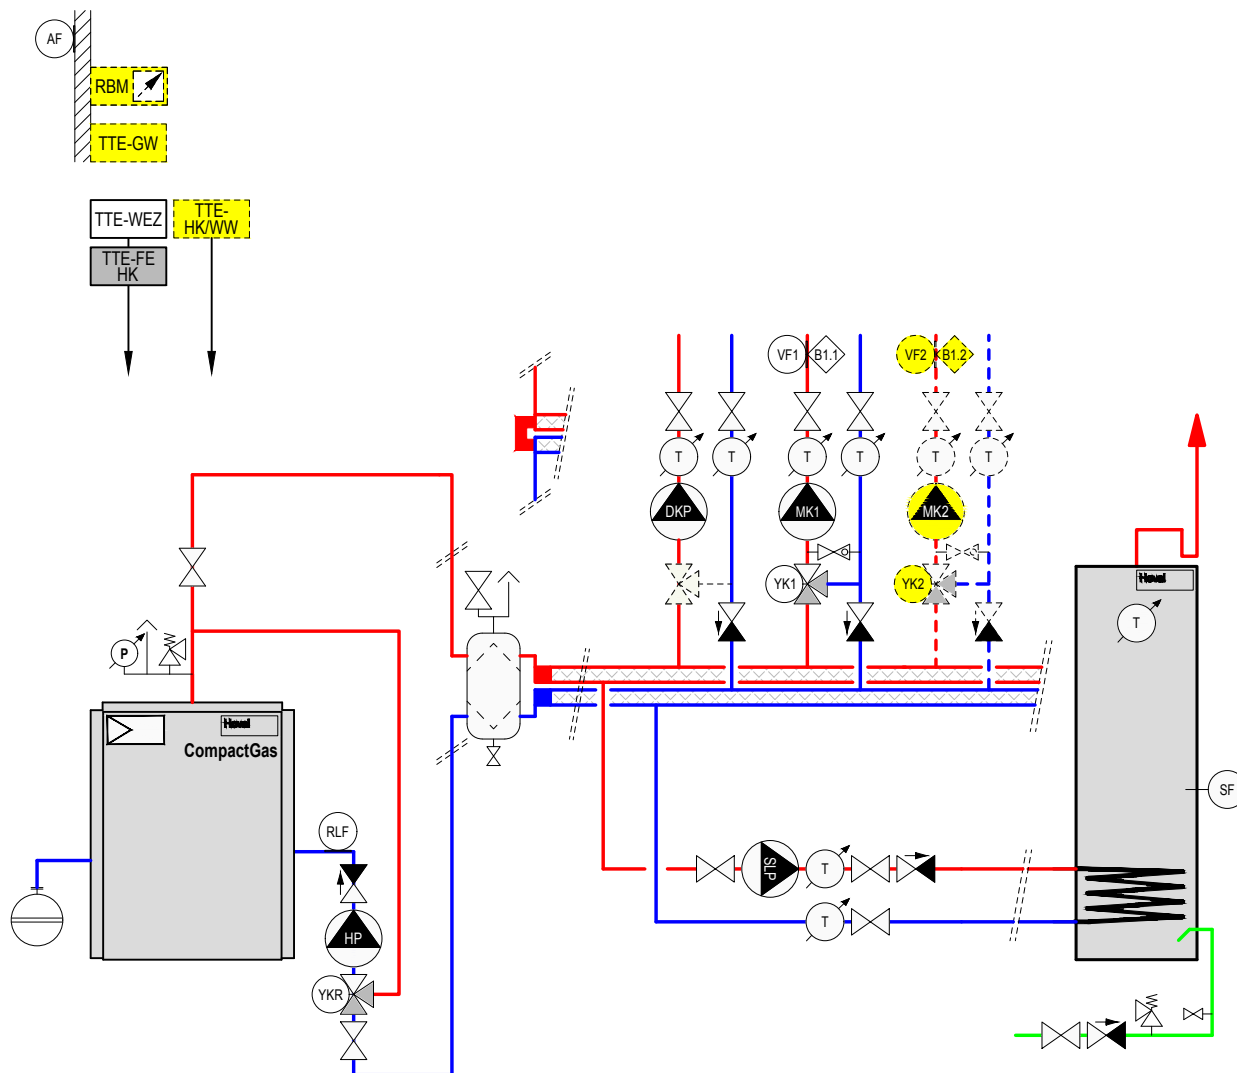 AF
RBM
TTE-GW
TTE-WEZ
TTE-
HK/WW
TTE-FE
HK
VF1
B1.1
VF2
B1.2
T
T
T
T
T
T
DKP
MK1
MK2
YK1
YK2
Hoval
T
P
Hoval
CompactGas
SF
RLF
SLP
T
HP
T
YKR